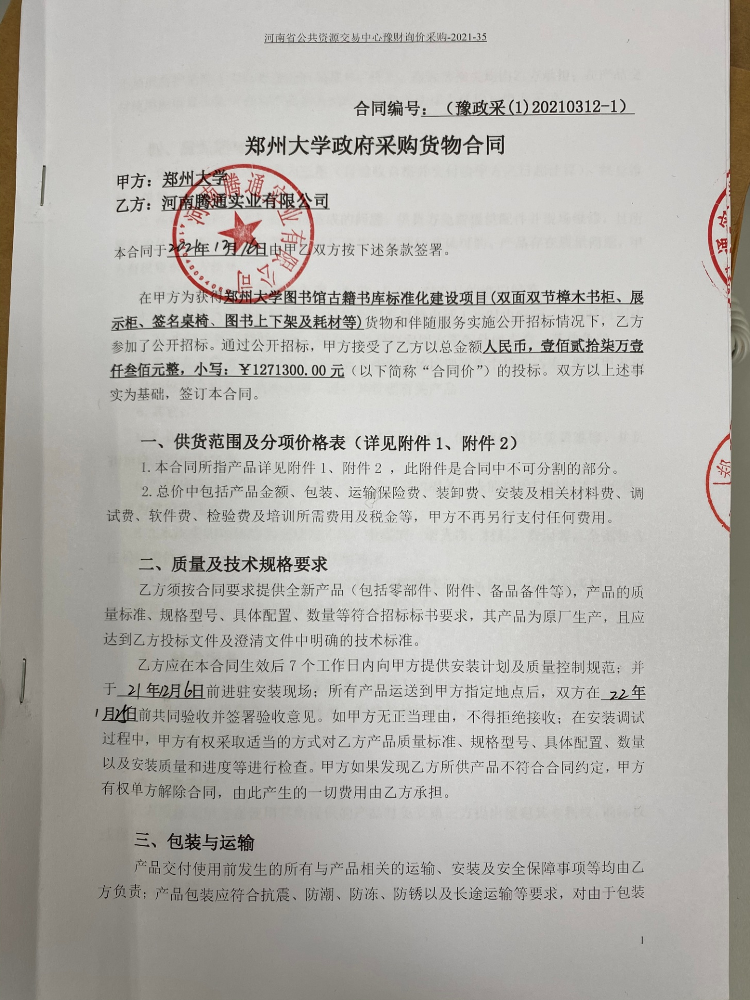 河南省公共资源交易中心豫财询价采购-2021-35
合同编号：（豫政采(1)20210312-1）
郑州大学政府采购货物合同
甲方：郑州大学
乙方：河南腾通实业有限公司
本合同于2021年12月16日由甲乙双方按下述条款签署。
在甲方为获得郑州大学图书馆古籍书库标准化建设项目(双面双节樟木书柜、展
示柜、签名桌椅、图书上下架及耗材等)货物和伴随服务实施公开招标情况下，乙方
参加了公开招标。通过公开招标，甲方接受了乙方以总金额人民币，壹佰贰拾柒万壹
仟叁佰元整，小写：￥1271300.00 元（以下简称“合同价”）的投标。双方以上述事
实为基础，签订本合同。
一、供货范围及分项价格表（详见附件 1、附件 2）
1.本合同所指产品详见附件 1、附件 2 ，此附件是合同中不可分割的部分。
2.总价中包括产品金额、包装、运输保险费、装卸费、安装及相关材料费、调
试费、软件费、检验费及培训所需费用及税金等，甲方不再另行支付任何费用。
二、质量及技术规格要求
乙方须按合同要求提供全新产品（包括零部件、附件、备品备件等），产品的质
量标准、规格型号、具体配置、数量等符合招标标书要求，其产品为原厂生产，且应
达到乙方投标文件及澄清文件中明确的技术标准。
乙方应在本合同生效后 7 个工作日内向甲方提供安装计划及质量控制规范；并
于 21年12月6日前进驻安装现场；所有产品运送到甲方指定地点后，双方在 22年
1月日前共同验收并签署验收意见。如甲方无正当理由，不得拒绝接收；在安装调试
过程中，甲方有权采取适当的方式对乙方产品质量标准、规格型号、具体配置、数量
以及安装质量和进度等进行检查。甲方如果发现乙方所供产品不符合合同约定，甲方
有权单方解除合同，由此产生的一切费用由乙方承担。
三、包装与运输
产品交付使用前发生的所有与产品相关的运输、安装及安全保障事项等均由乙
方负责；产品包装应符合抗震、防潮、防冻、防锈以及长途运输等要求，对由于包装
1
河南腾通实业有限公司
通实
郑